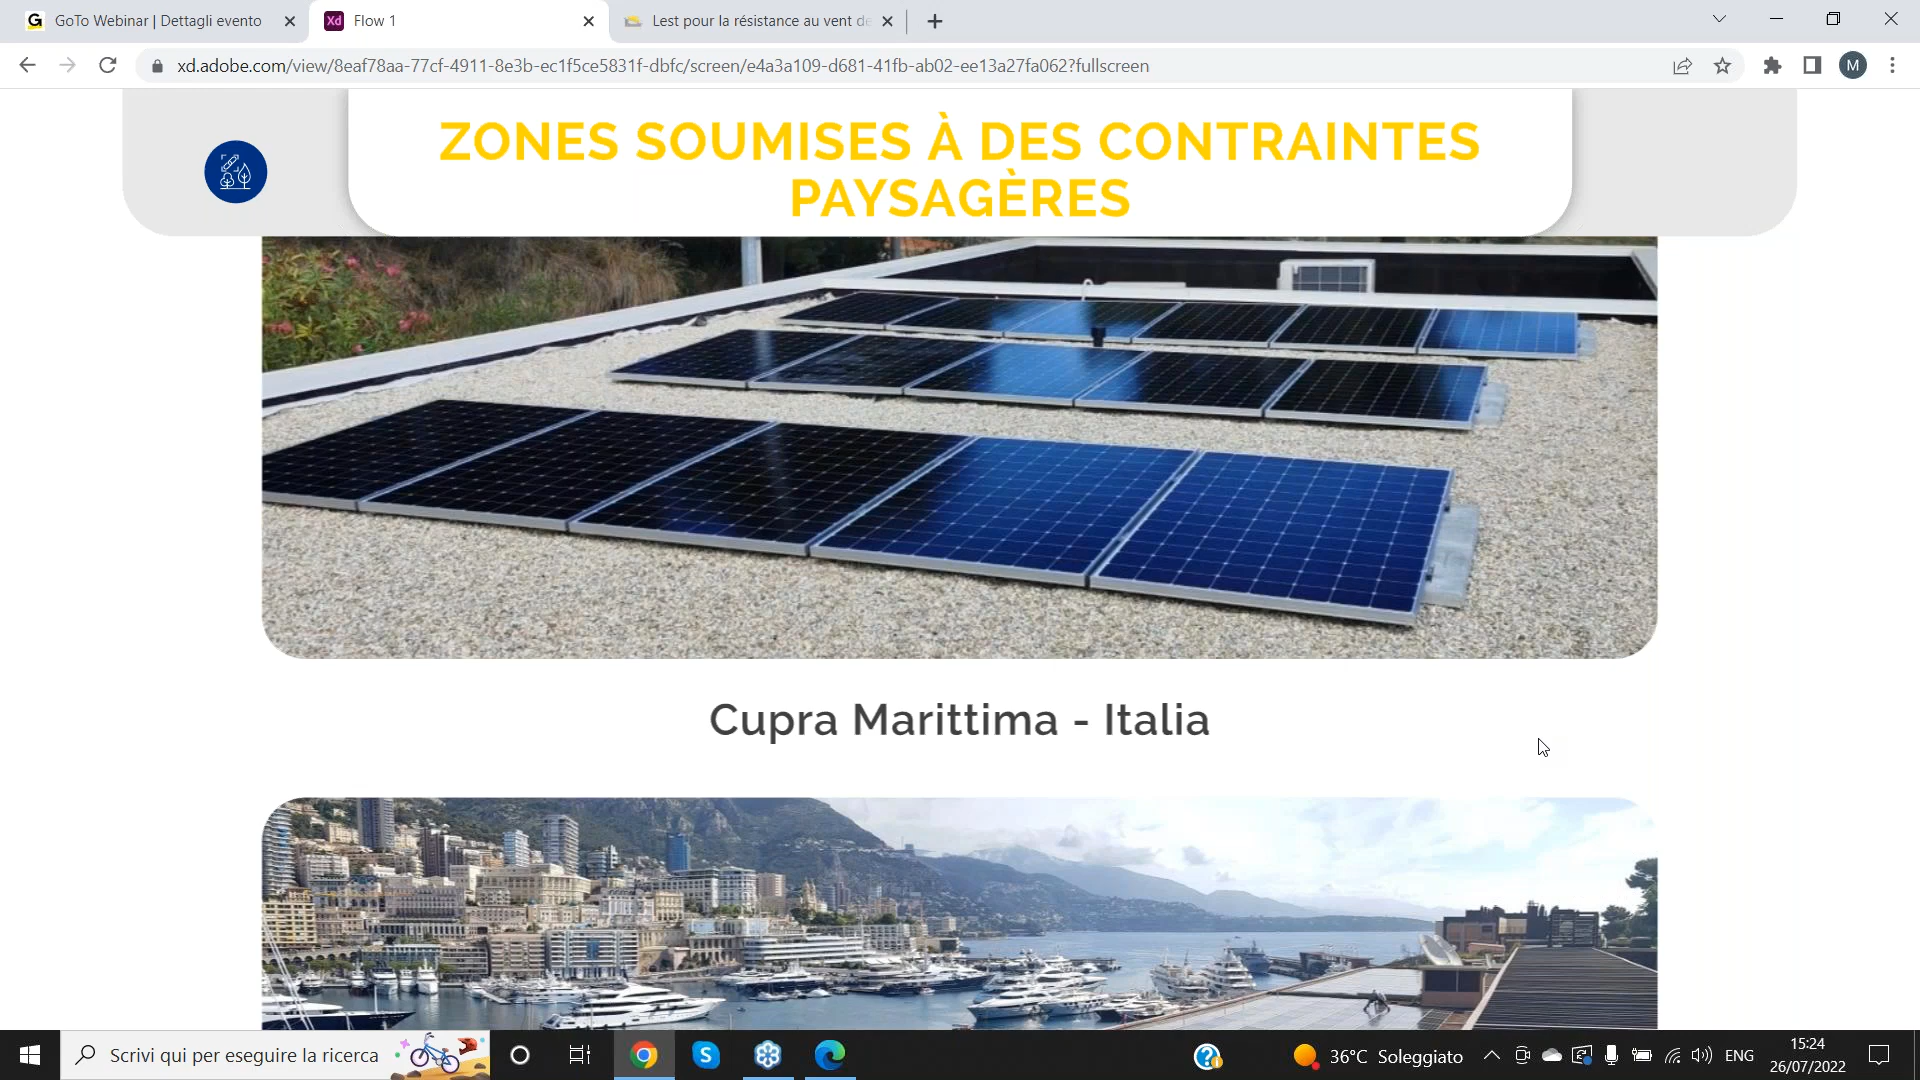 GoTo Webinar | Dettagli evento
Flow 1
Lest pour la résistance au vent de
xd.adobe.com/view/8eaf78aa-77cf-4911-8e3b-ec1f5ce5831f-dbfc/screen/e4a3a109-d681-41fb-ab02-ee13a27fa062?fullscreen
M
ZONES SOUMISES À DES CONTRAINTES
PAYSAGÈRES
Cupra Marittima - Italia
Scrivi qui per eseguire la ricerca
36°C Soleggiato
ENG
15:24
26/07/2022